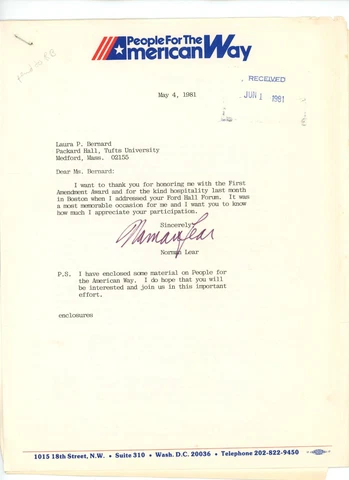 People For The
American Way
RECEIVED
JUN 1 1981
May 4, 1981
Laura P. Bernard
Packard Hall, Tufts University
Medford, Mass. 02155
Dear Ms. Bernard:
I want to thank you for honoring me with the First
Amendment Award and for the kind hospitality last month
in Boston when I addressed your Ford Hall Forum. It was
a most memorable occasion for me and I want you to know
how much I appreciate your participation.
Sincerely,
Norman Lear
Norman Lear
P.S. I have enclosed some material on People for
the American Way. I do hope that you will
be interested and join us in this important
effort.
enclosures
1015 18th Street, N.W. • Suite 310 • Wash. D.C. 20036 • Telephone 202-822-9450